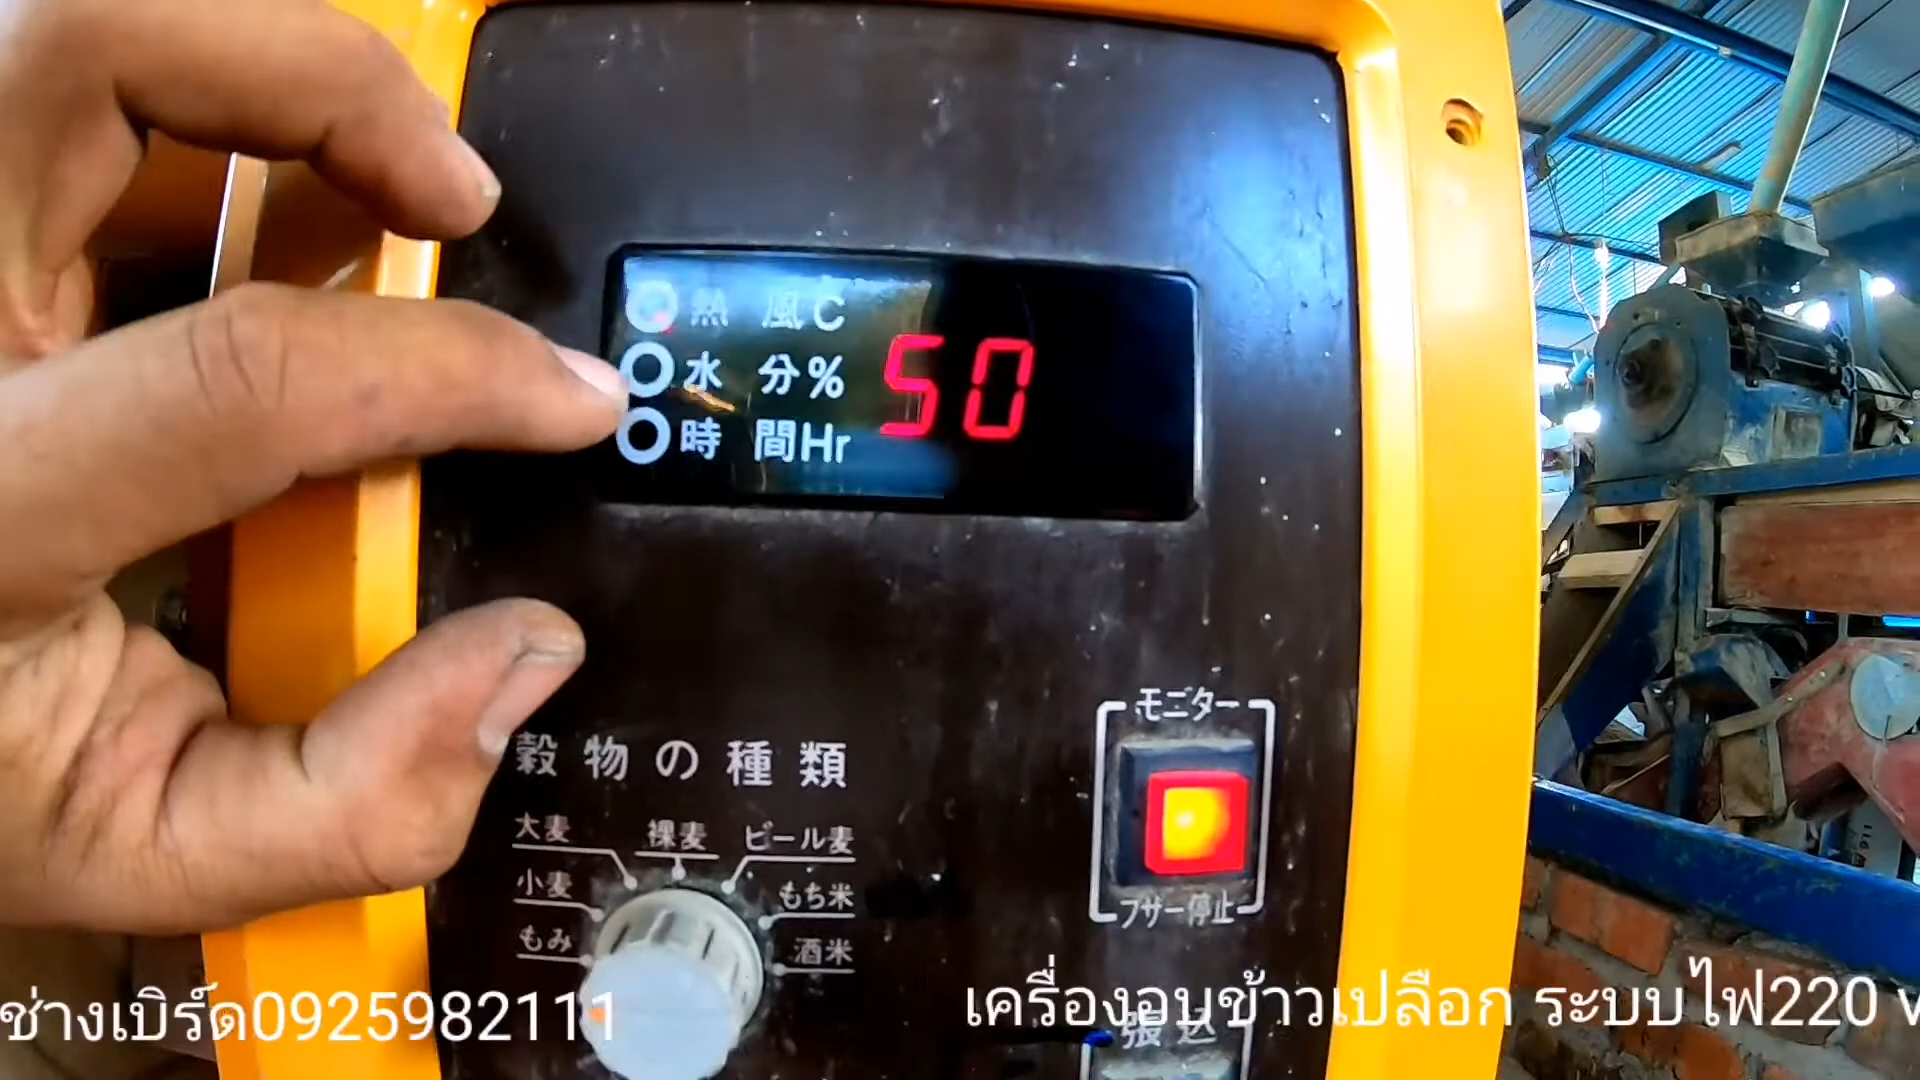 熱 風C
水 分%
時 間Hr
50
モニター
ブザー停止
穀物の種類
大麦
裸麦
ビール麦
小麦
もち米
もみ
酒米
張込
ช่างเบิร์ด0925982111
เครื่องอบข้าวเปลือก ระบบไฟ220 v